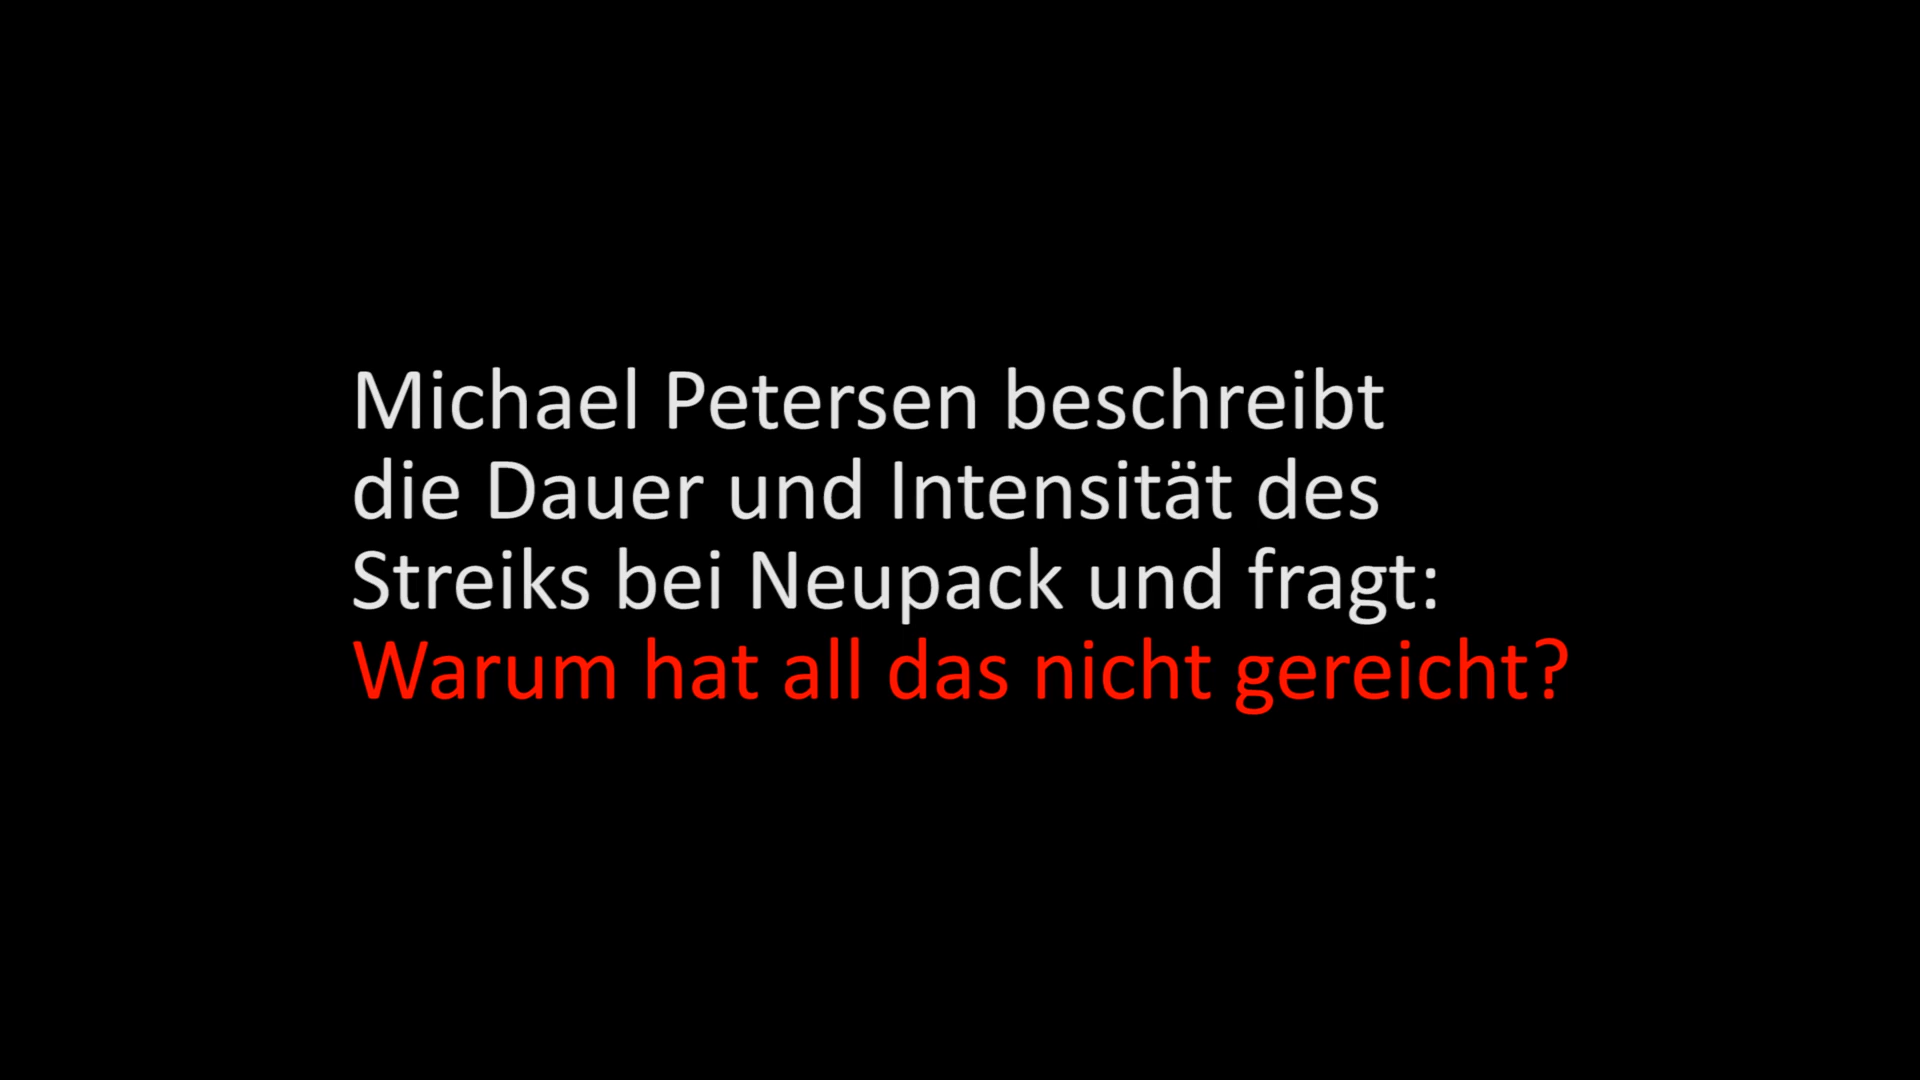 Michael Petersen beschreibt
die Dauer und Intensität des
Streiks bei Neupack und fragt:
Warum hat all das nicht gereicht?